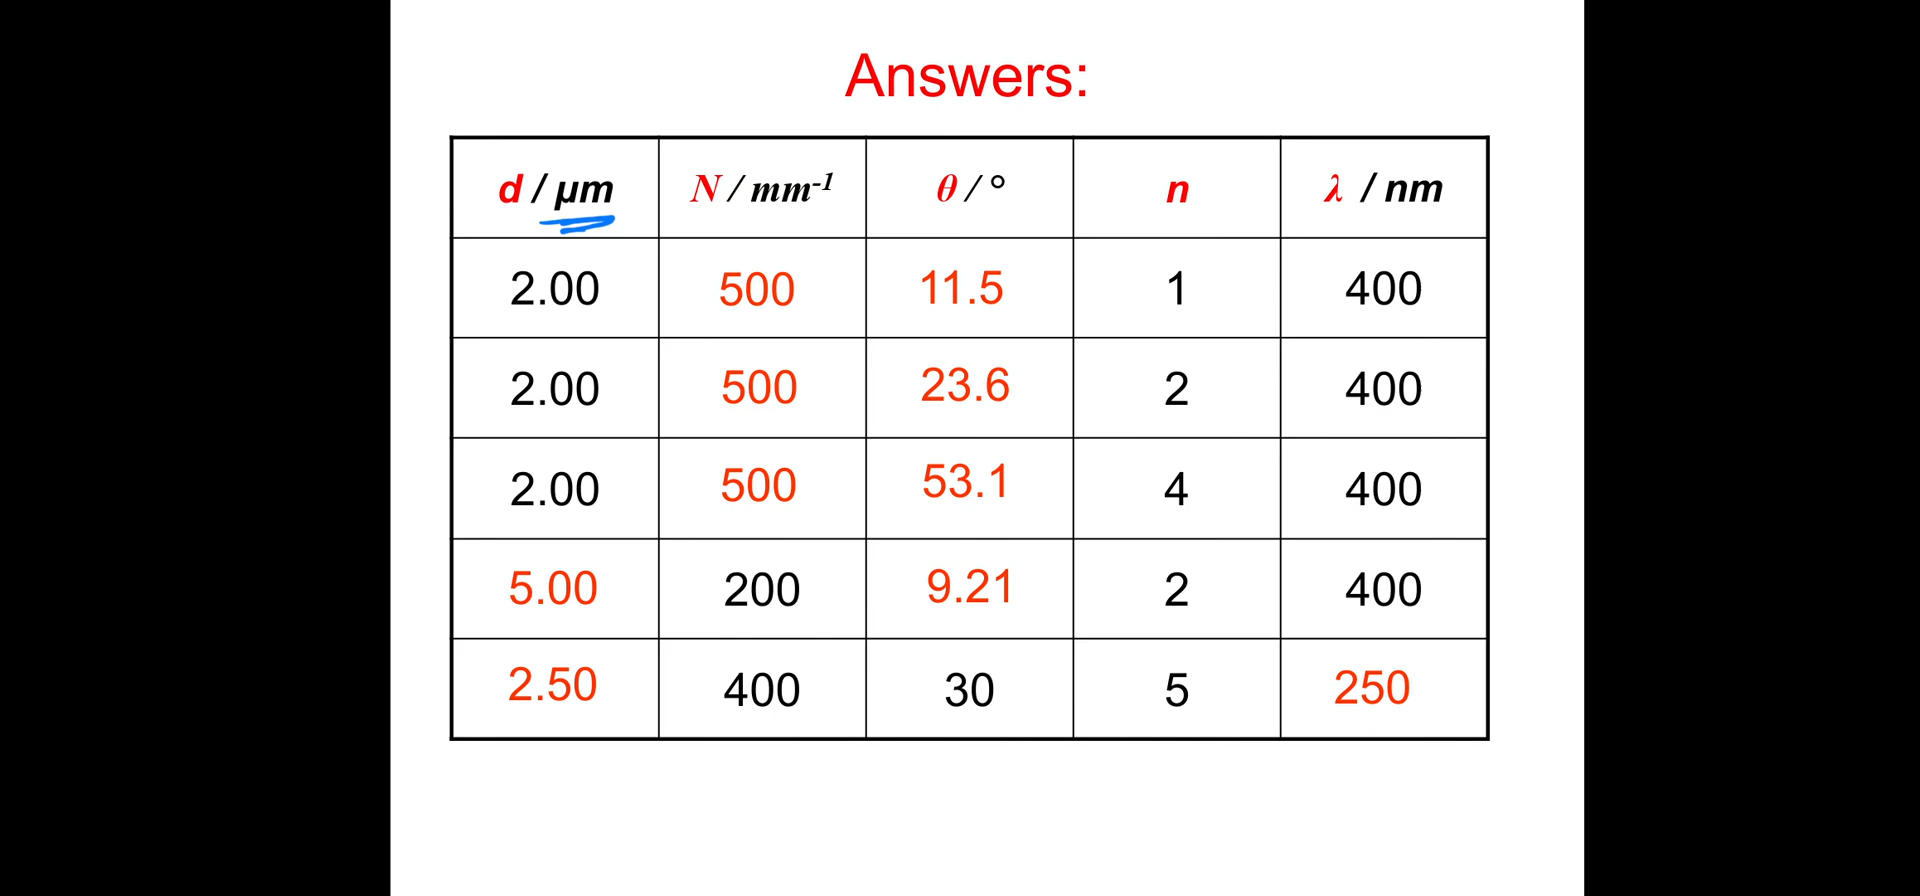 Answers:
d / μm N / mm⁻¹ θ / ° n λ / nm
2.00 500 11.5 1 400
2.00 500 23.6 2 400
2.00 500 53.1 4 400
5.00 200 9.21 2 400
2.50 400 30 5 250